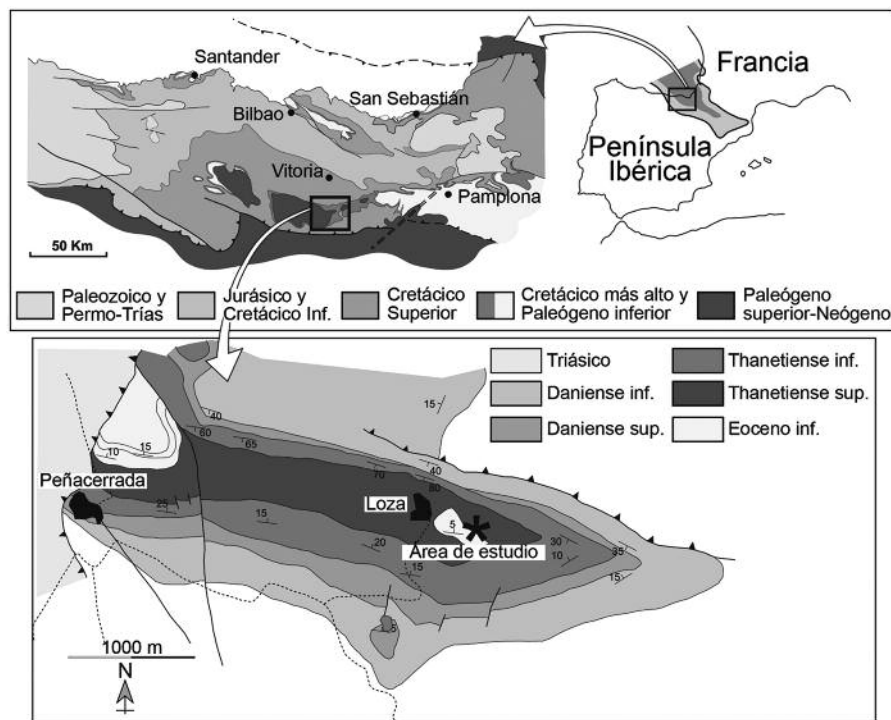 Santander
Bilbao
San Sebastián
Vitoria
Pamplona
50 Km
Francia
Península
Ibérica
Paleozoico y
Permo-Trías
Jurásico y
Cretácico Inf.
Cretácico
Superior
Cretácico más alto y
Paleógeno inferior
Paleógeno
superior-Neógeno
Triásico
Daniense inf.
Daniense sup.
Thanetiense inf.
Thanetiense sup.
Eoceno inf.
15
40
60
65
15
10
70
40
80
Peñacerrada
25
15
Loza
5
Área de estudio
30
10
35
20
15
15
5
1000 m
N